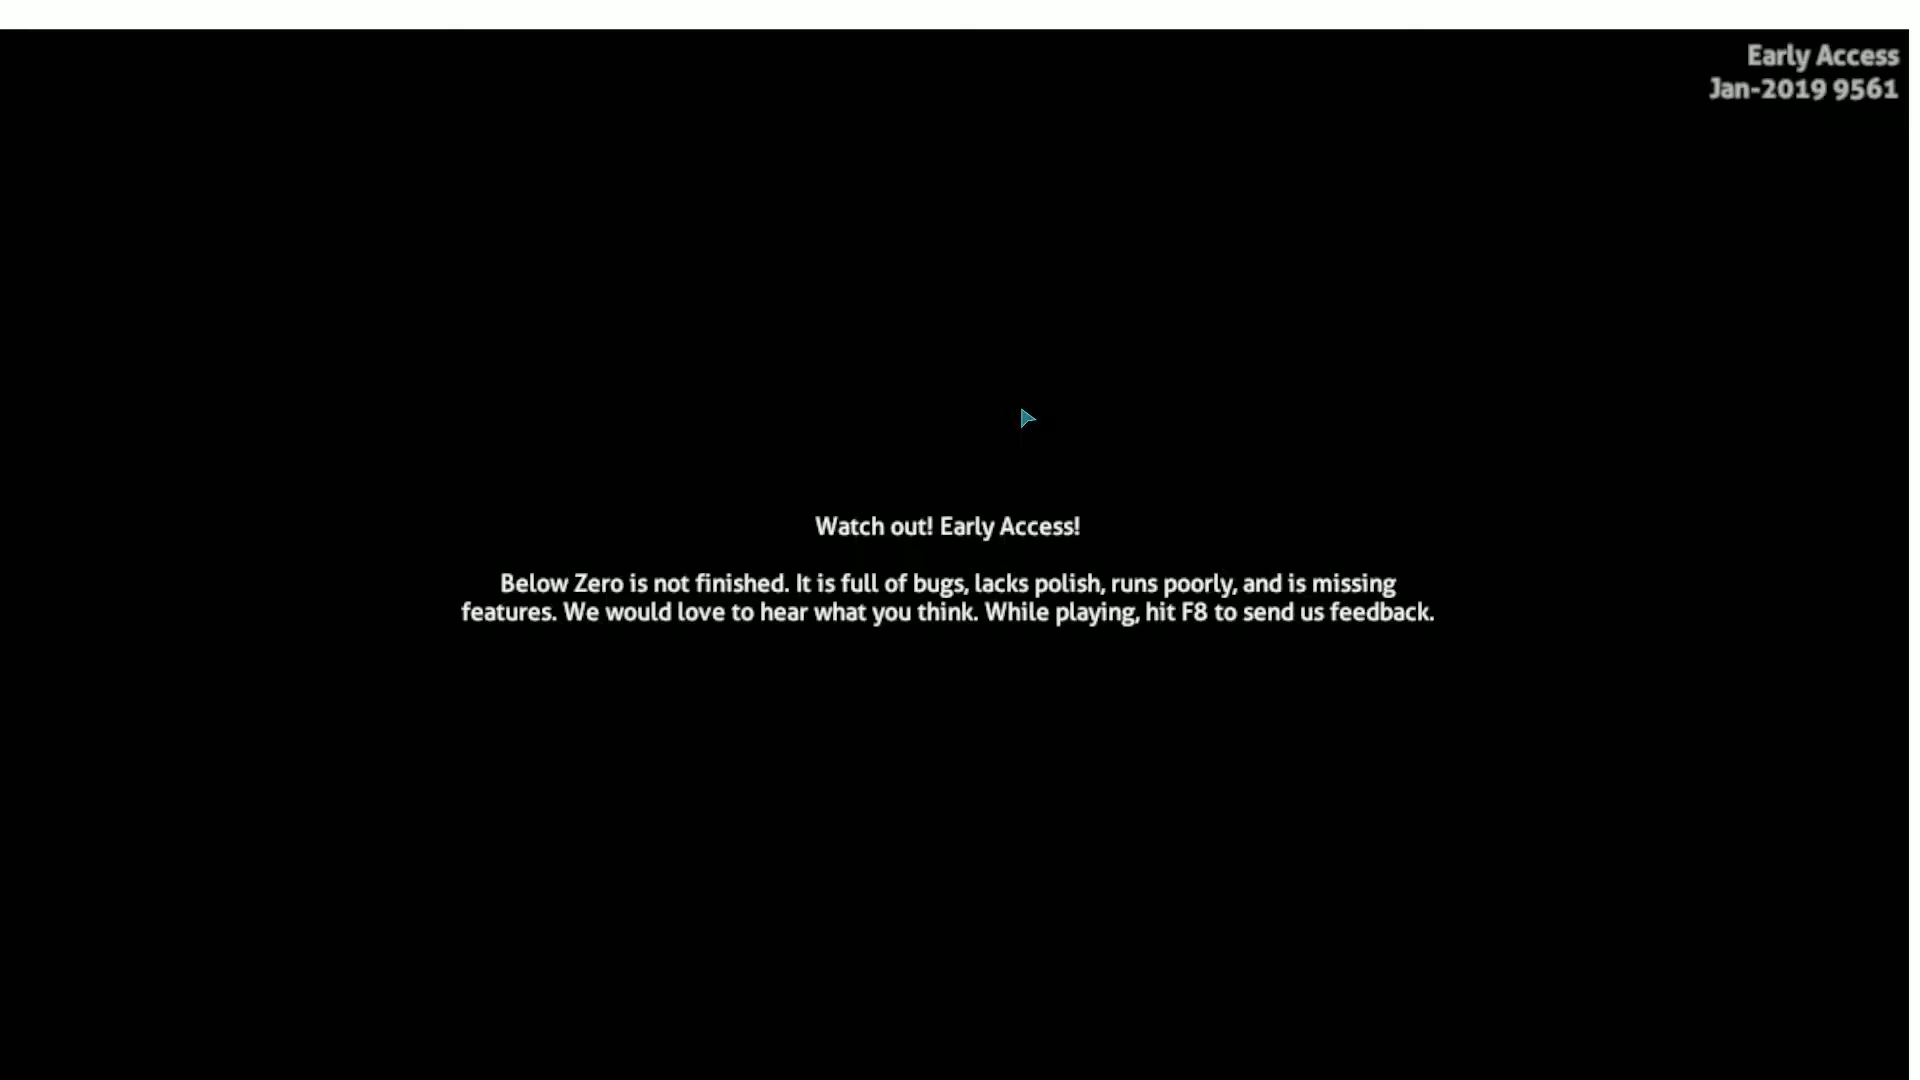 Early Access
Jan-2019 9561
Watch out! Early Access!
Below Zero is not finished. It is full of bugs, lacks polish, runs poorly, and is missing
features. We would love to hear what you think. While playing, hit F8 to send us feedback.